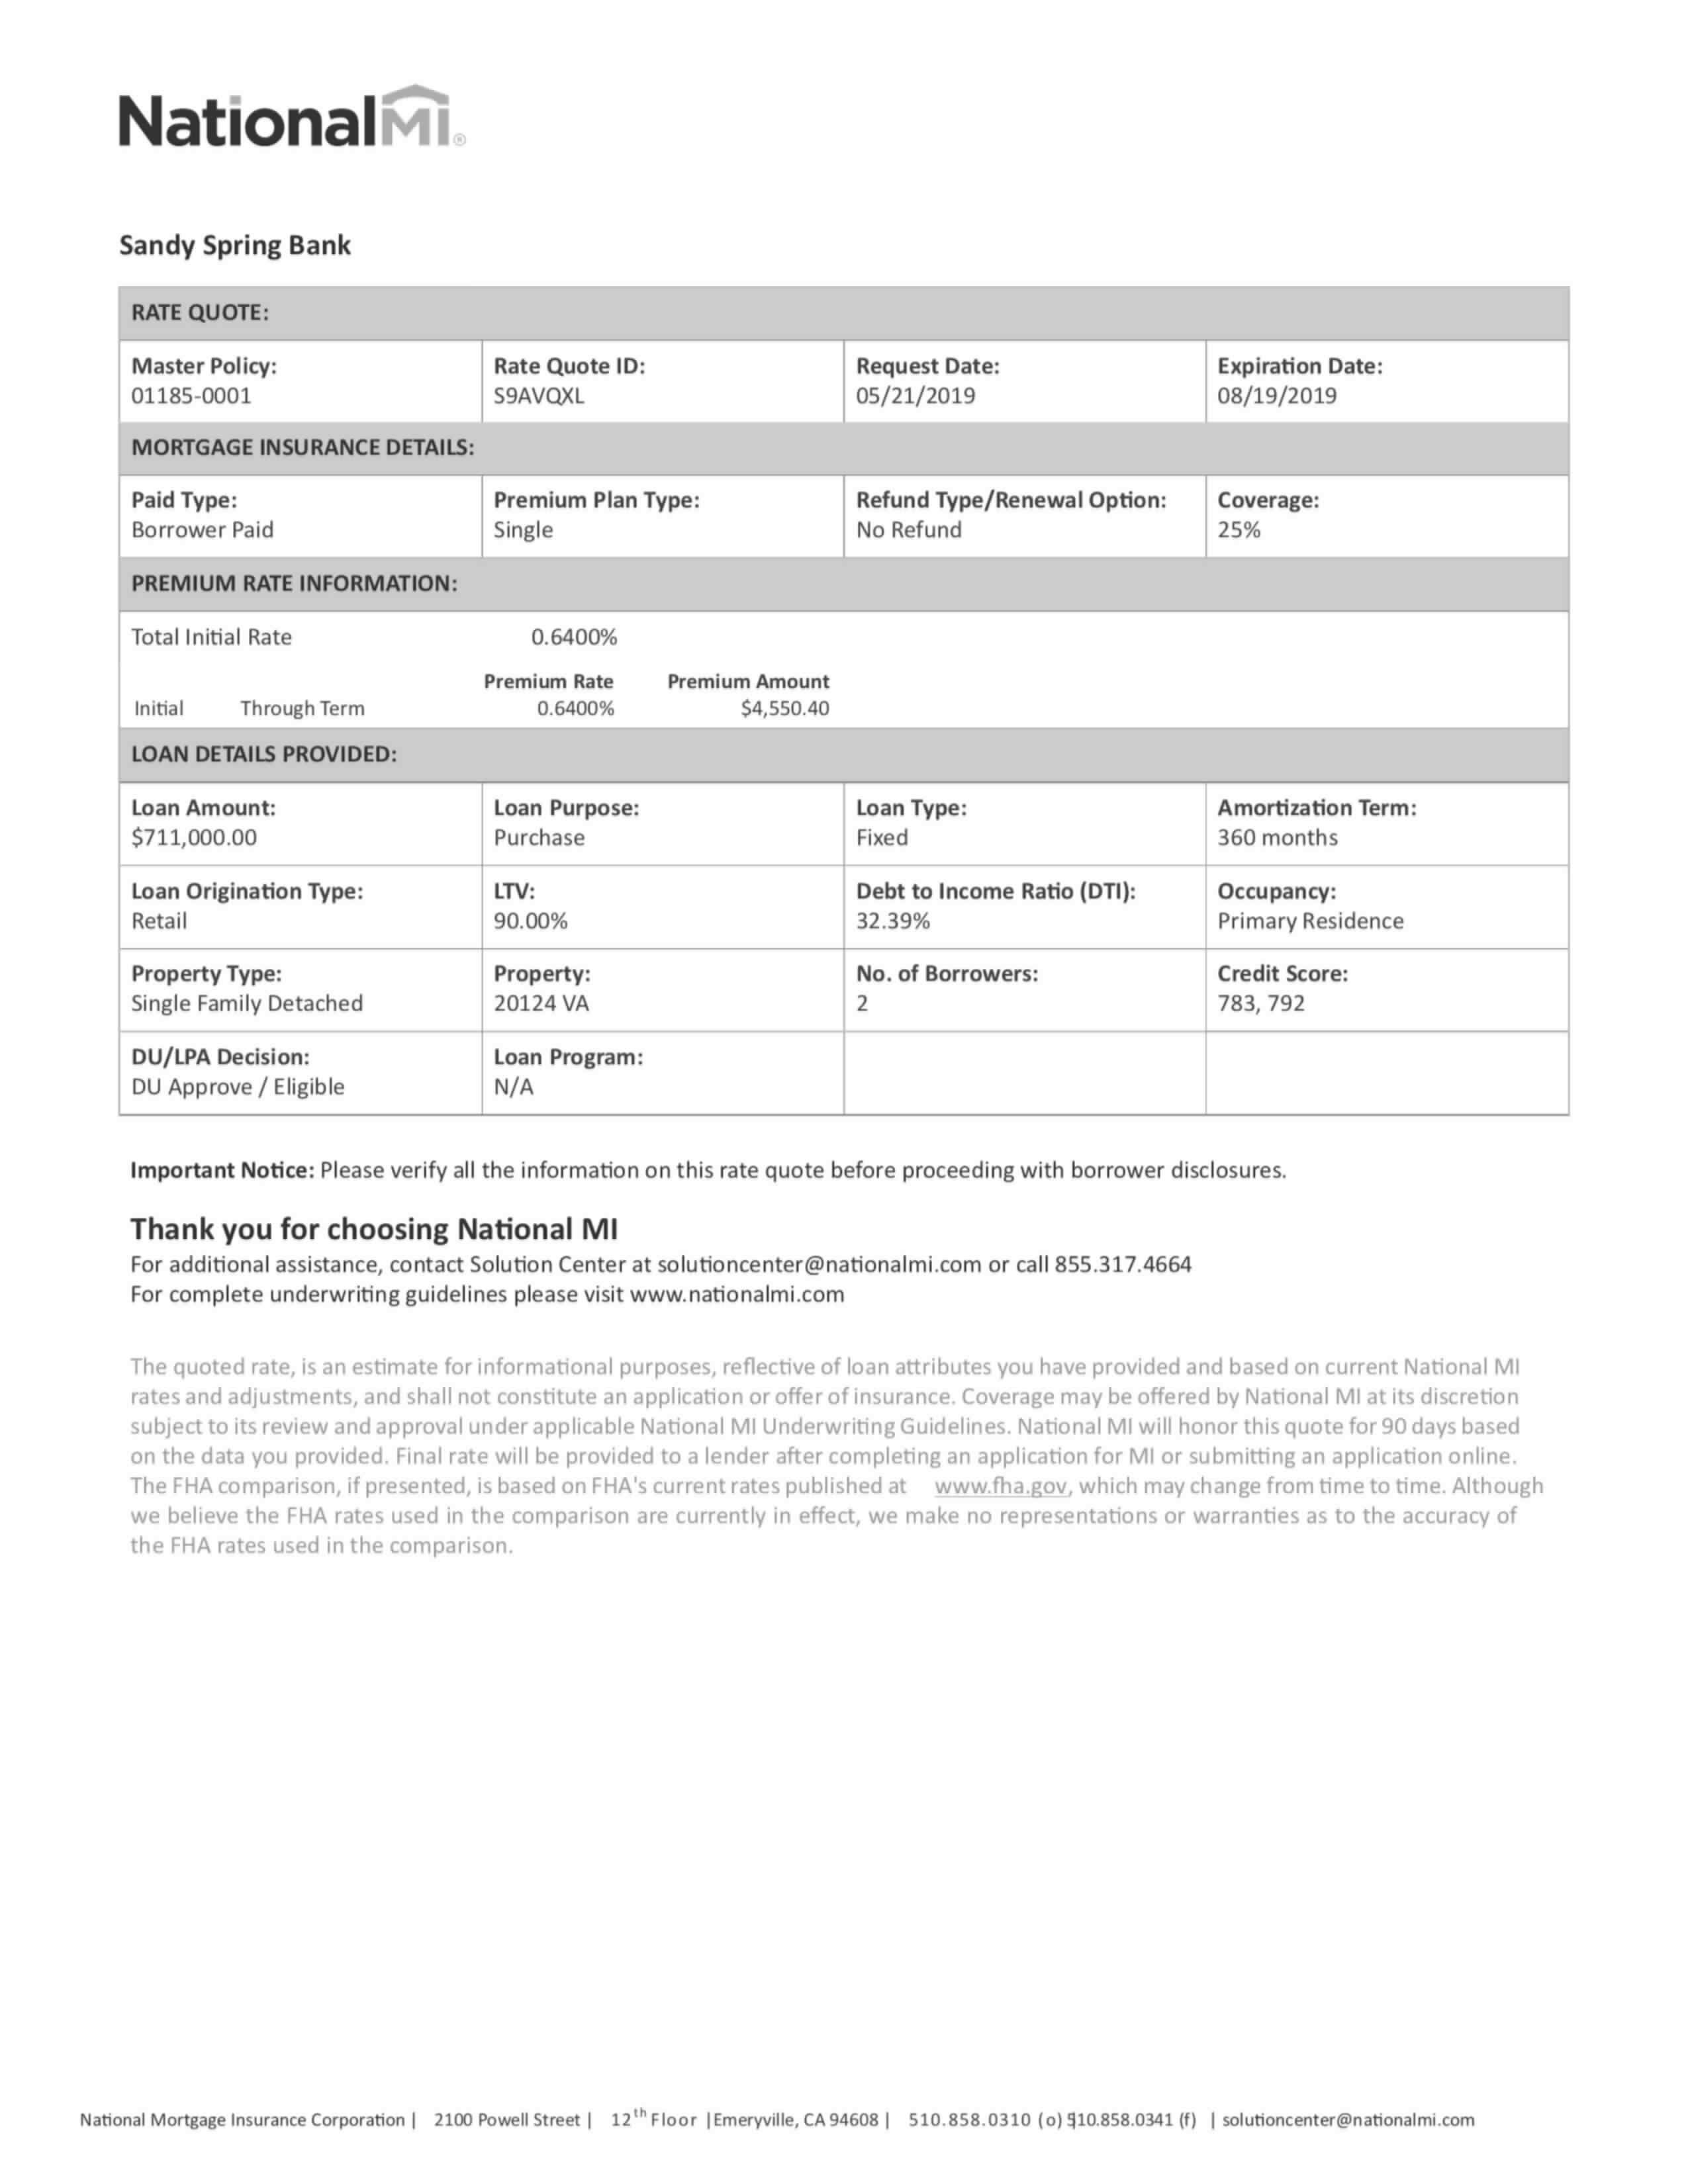 NationalMI®
Sandy Spring Bank
RATE QUOTE:
Master Policy: Rate Quote ID: Request Date: Expiration Date:
01185-0001 S9AVQXL 05/21/2019 08/19/2019
MORTGAGE INSURANCE DETAILS:
Paid Type: Premium Plan Type: Refund Type/Renewal Option: Coverage:
Borrower Paid Single No Refund 25%
PREMIUM RATE INFORMATION:
Total Initial Rate 0.6400%
Premium Rate Premium Amount
Initial Through Term 0.6400% $4,550.40
LOAN DETAILS PROVIDED:
Loan Amount: Loan Purpose: Loan Type: Amortization Term:
$711,000.00 Purchase Fixed 360 months
Loan Origination Type: LTV: Debt to Income Ratio (DTI): Occupancy:
Retail 90.00% 32.39% Primary Residence
Property Type: Property: No. of Borrowers: Credit Score:
Single Family Detached 20124 VA 2 783, 792
DU/LPA Decision: Loan Program:
DU Approve / Eligible N/A
Important Notice: Please verify all the information on this rate quote before proceeding with borrower disclosures.
Thank you for choosing National MI
For additional assistance, contact Solution Center at solutioncenter@nationalmi.com or call 855.317.4664
For complete underwriting guidelines please visit www.nationalmi.com
The quoted rate, is an estimate for informational purposes, reflective of loan attributes you have provided and based on current National MI
rates and adjustments, and shall not constitute an application or offer of insurance. Coverage may be offered by National MI at its discretion
subject to its review and approval under applicable National MI Underwriting Guidelines. National MI will honor this quote for 90 days based
on the data you provided. Final rate will be provided to a lender after completing an application for MI or submitting an application online.
The FHA comparison, if presented, is based on FHA's current rates published at www.fha.gov, which may change from time to time. Although
we believe the FHA rates used in the comparison are currently in effect, we make no representations or warranties as to the accuracy of
the FHA rates used in the comparison.
National Mortgage Insurance Corporation | 2100 Powell Street | 12th Floor | Emeryville, CA 94608 | 510.858.0310 (o) | 510.858.0341 (f) | solutioncenter@nationalmi.com